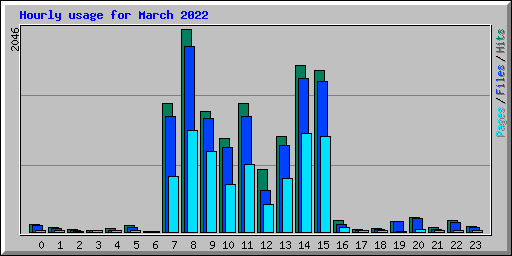 Hourly usage for March 2022
2046
Pages/Files/Hits
0 1 2 3 4 5 6 7 8 9 10 11 12 13 14 15 16 17 18 19 20 21 22 23